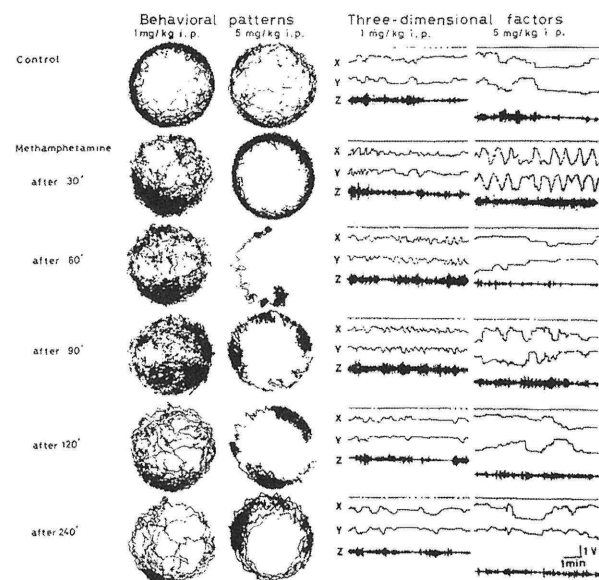 Behavioral patterns
1mg/kg i.p. 5 mg/kg i.p.
Three-dimensional factors
1 mg/kg i.p. 5 mg/kg i.p.
Control
X
Y
Z
Methamphetamine
after 30'
X
Y
Z
after 60'
X
Y
Z
after 90'
X
Y
Z
after 120'
X
Y
Z
after 240'
X
Y
Z
1 V
1min